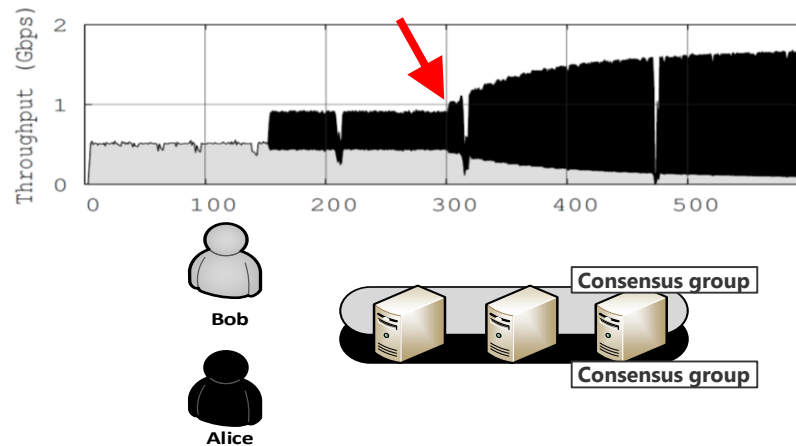 Throughput (Gbps)
2
1
0
0 100 200 300 400 500
Consensus group
Bob
Consensus group
Alice